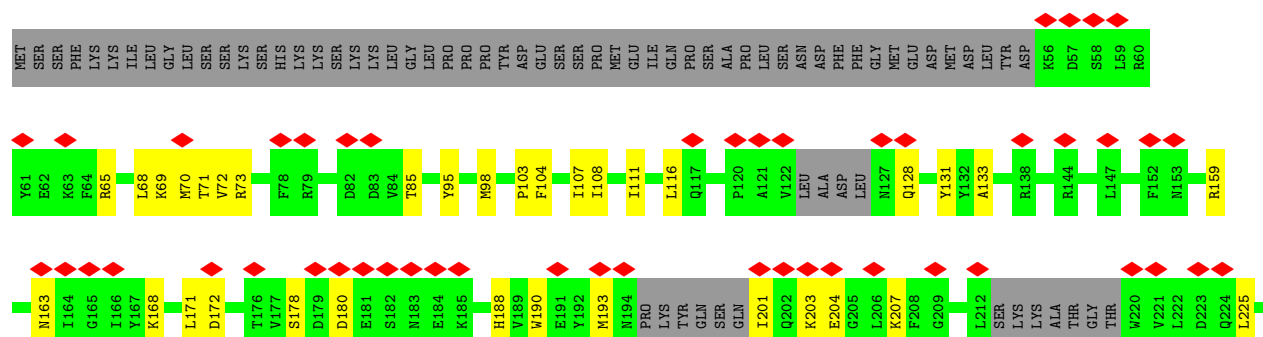 MET SER SER PHE LYS LYS ILE LEU GLY LEU SER SER LYS SER HIS LYS LYS SER LYS LYS LEU GLY LEU PRO PRO PRO TYR ASP GLU SER SER PRO MET GLU ILE GLN PRO SER ALA PRO LEU SER ASN ASP PHE PHE GLY MET GLU ASP MET ASP LEU TYR ASP K56 D57 S58 L59 R60
Y61 E62 K63 F64 R65 L68 K69 M70 T71 V72 R73 F78 R79 D82 D83 V84 T85 Y95 M98 P103 F104 I107 I108 I111 L116 Q117 P120 A121 V122 LEU ALA ASP LEU N127 Q128 Y131 Y132 A133 R138 R144 L147 F152 N153 R159
N163 I164 G165 I166 Y167 K168 L171 D172 T176 V177 S178 D179 D180 E181 S182 N183 E184 K185 H188 V189 W190 E191 Y192 M193 N194 PRO LYS TYR GLN SER GLN I201 Q202 K203 E204 G205 L206 K207 F208 G209 L212 SER LYS LYS ALA THR GLY THR W220 V221 L222 D223 Q224 L225